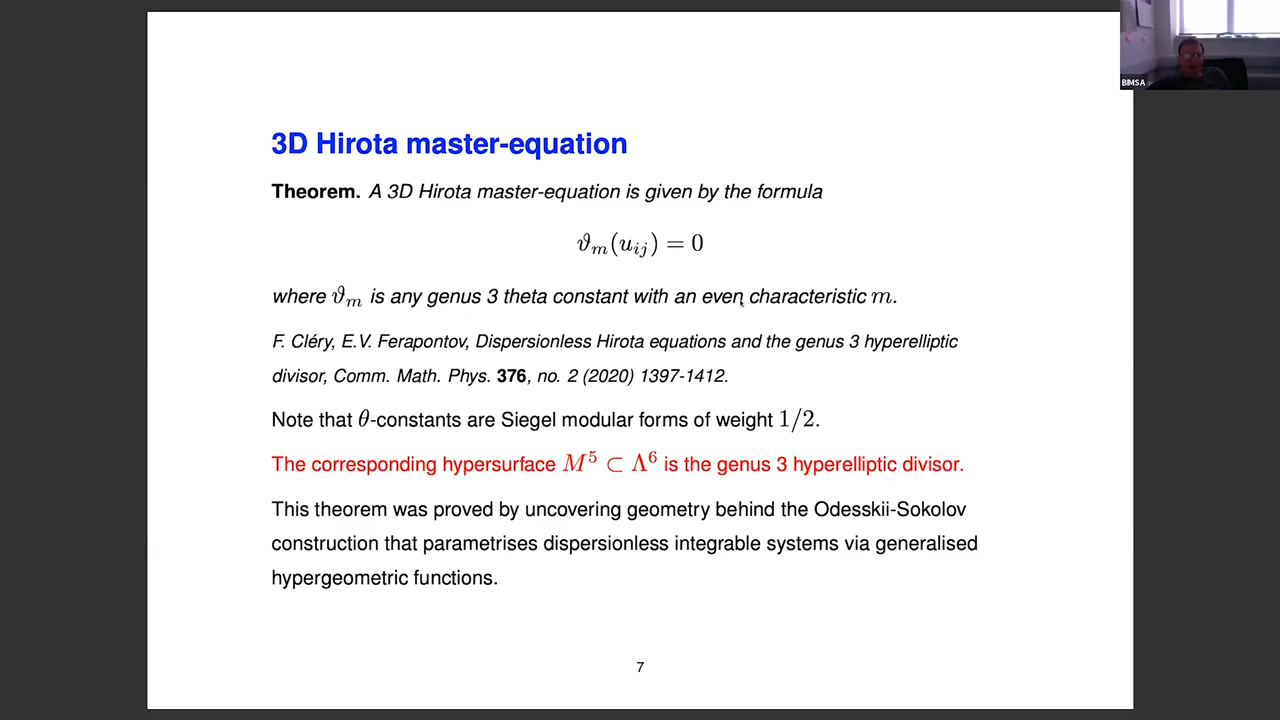 BIMSA
3D Hirota master-equation
Theorem. A 3D Hirota master-equation is given by the formula
ϑ_m(u_{ij}) = 0
where ϑ_m is any genus 3 theta constant with an even characteristic m.
F. Cléry, E.V. Ferapontov, Dispersionless Hirota equations and the genus 3 hyperelliptic
divisor, Comm. Math. Phys. 376, no. 2 (2020) 1397-1412.
Note that θ-constants are Siegel modular forms of weight 1/2.
The corresponding hypersurface M⁵ ⊂ Λ⁶ is the genus 3 hyperelliptic divisor.
This theorem was proved by uncovering geometry behind the Odesskii-Sokolov
construction that parametrises dispersionless integrable systems via generalised
hypergeometric functions.
7